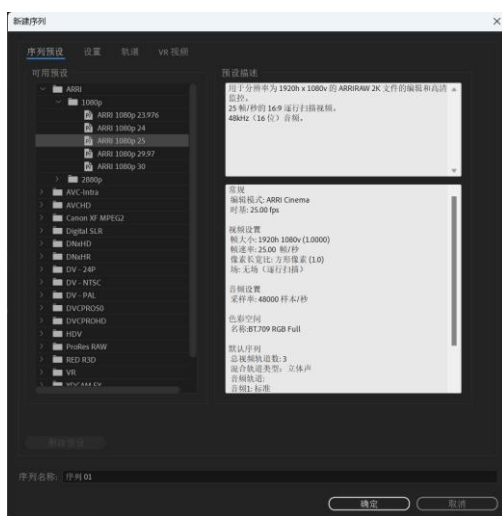 新建序列
序列预设 设置 轨道 VR 视频
可用预设
ARRI
1080p
ARRI 1080p 23.976
ARRI 1080p 24
ARRI 1080p 25
ARRI 1080p 29.97
ARRI 1080p 30
2880p
AVC-Intra
AVCHD
Canon XF MPEG2
Digital SLR
DNxHD
DNxHR
DV - 24P
DV - NTSC
DV - PAL
DVCPRO50
DVCPROHD
HDV
ProRes RAW
RED R3D
VR
XDCAM EX
预设描述
用于分辨率为 1920h x 1080v 的 ARRIRAW 2K 文件的编辑和高清
监控。
25 帧/秒的 16:9 逐行扫描视频。
48kHz（16 位）音频。
常规
编辑模式: ARRI Cinema
时基: 25.00 fps
视频设置
帧大小: 1920h 1080v (1.0000)
帧速率: 25.00 帧/秒
像素长宽比: 方形像素 (1.0)
场: 无场（逐行扫描）
音频设置
采样率: 48000 样本/秒
色彩空间
名称:BT.709 RGB Full
默认序列
总视频轨道数: 3
混合轨道类型: 立体声
音频轨道:
音频1: 标准
删除预设
序列名称: 序列 01
确定 取消